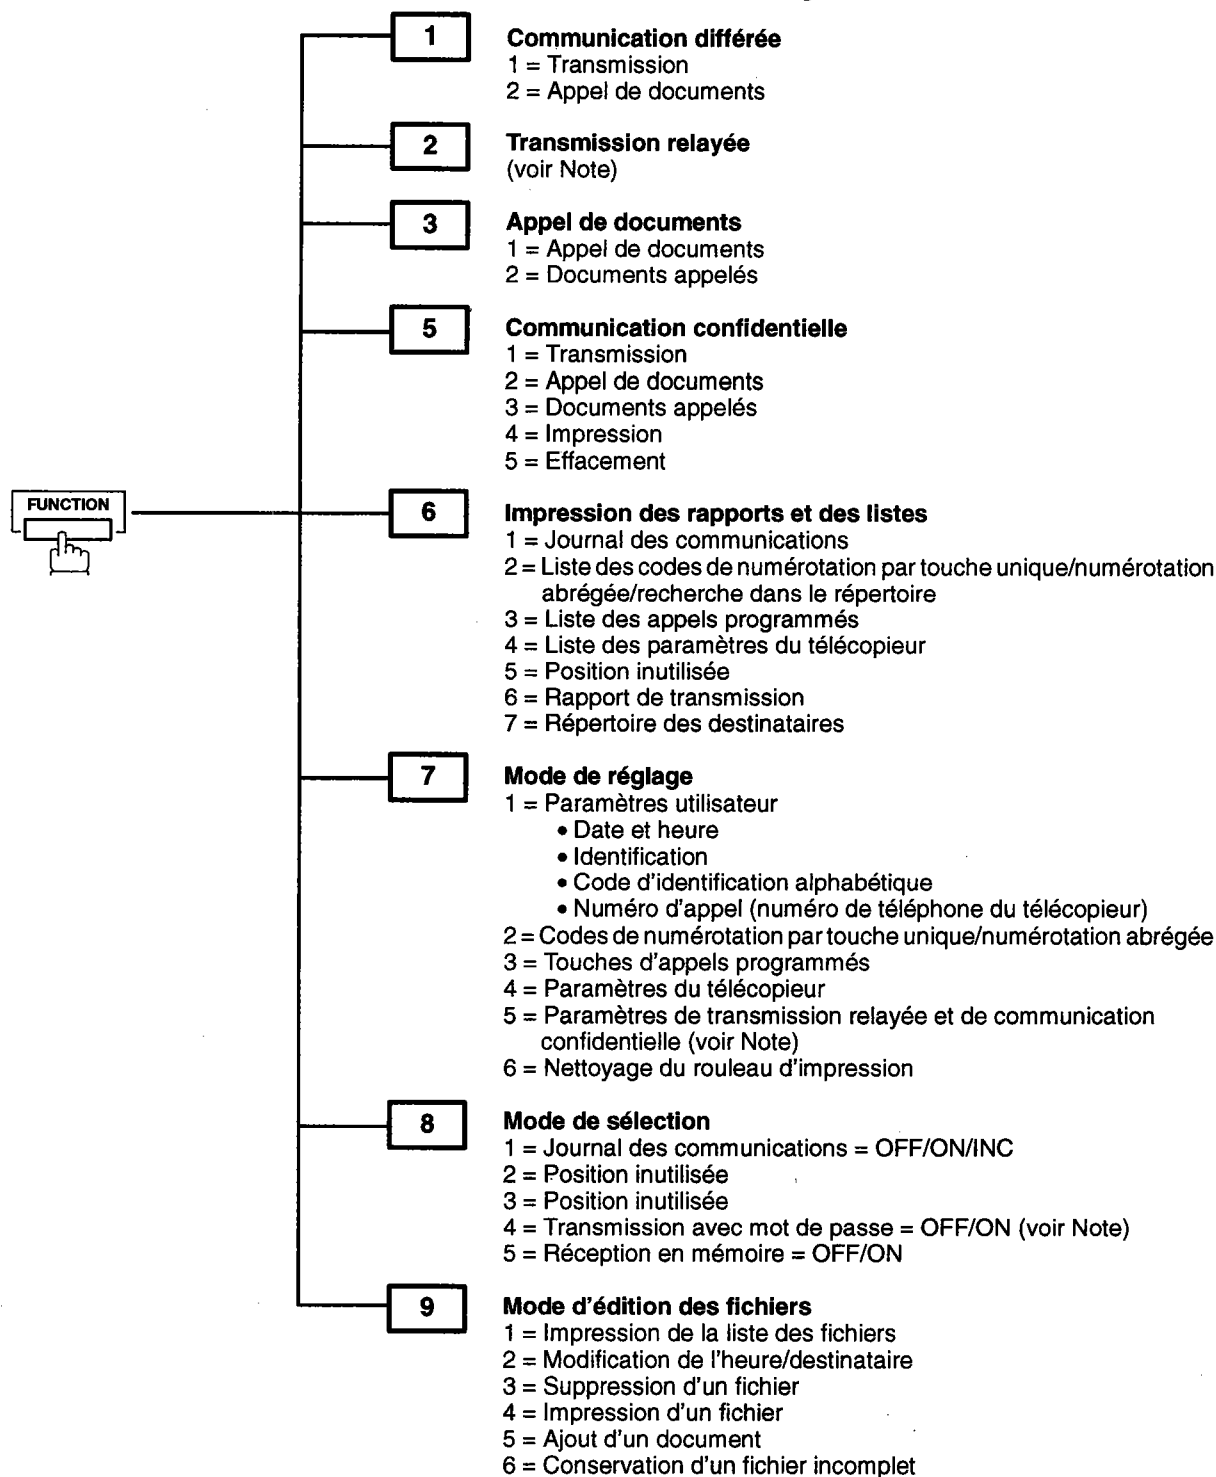 1
Communication différée
1 = Transmission
2 = Appel de documents
2
Transmission relayée
(voir Note)
3
Appel de documents
1 = Appel de documents
2 = Documents appelés
5
Communication confidentielle
1 = Transmission
2 = Appel de documents
3 = Documents appelés
4 = Impression
5 = Effacement
FUNCTION
6
Impression des rapports et des listes
1 = Journal des communications
2 = Liste des codes de numérotation par touche unique/numérotation
abrégée/recherche dans le répertoire
3 = Liste des appels programmés
4 = Liste des paramètres du télécopieur
5 = Position inutilisée
6 = Rapport de transmission
7 = Répertoire des destinataires
7
Mode de réglage
1 = Paramètres utilisateur
• Date et heure
• Identification
• Code d'identification alphabétique
• Numéro d'appel (numéro de téléphone du télécopieur)
2 = Codes de numérotation par touche unique/numérotation abrégée
3 = Touches d'appels programmés
4 = Paramètres du télécopieur
5 = Paramètres de transmission relayée et de communication
confidentielle (voir Note)
6 = Nettoyage du rouleau d'impression
8
Mode de sélection
1 = Journal des communications = OFF/ON/INC
2 = Position inutilisée
3 = Position inutilisée
4 = Transmission avec mot de passe = OFF/ON (voir Note)
5 = Réception en mémoire = OFF/ON
9
Mode d'édition des fichiers
1 = Impression de la liste des fichiers
2 = Modification de l'heure/destinataire
3 = Suppression d'un fichier
4 = Impression d'un fichier
5 = Ajout d'un document
6 = Conservation d'un fichier incomplet